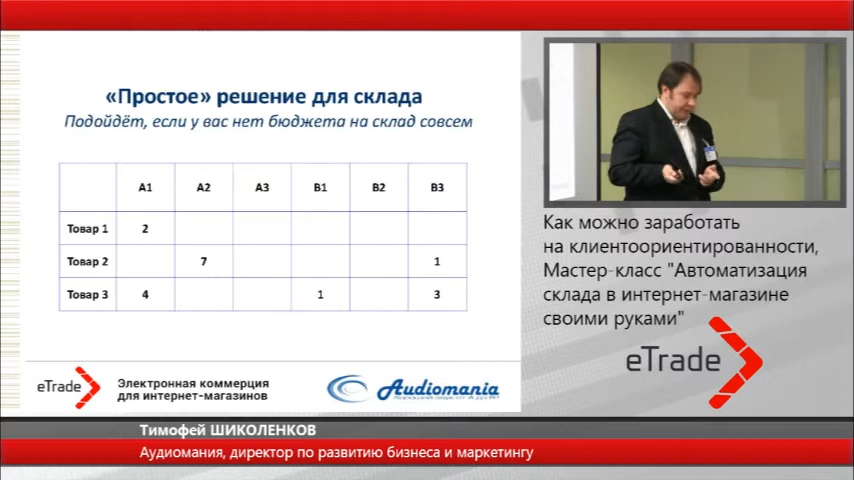 «Простое» решение для склада
Подойдёт, если у вас нет бюджета на склад совсем
A1 A2 A3 B1 B2 B3
Товар 1 2
Товар 2 7 1
Товар 3 4 1 3
eTrade
Электронная коммерция
для интернет-магазинов
Audiomania
Как можно заработать
на клиентоориентированности,
Мастер-класс "Автоматизация
склада в интернет-магазине
своими руками"
eTrade
Тимофей ШИКОЛЕНКОВ
Аудиомания, директор по развитию бизнеса и маркетингу